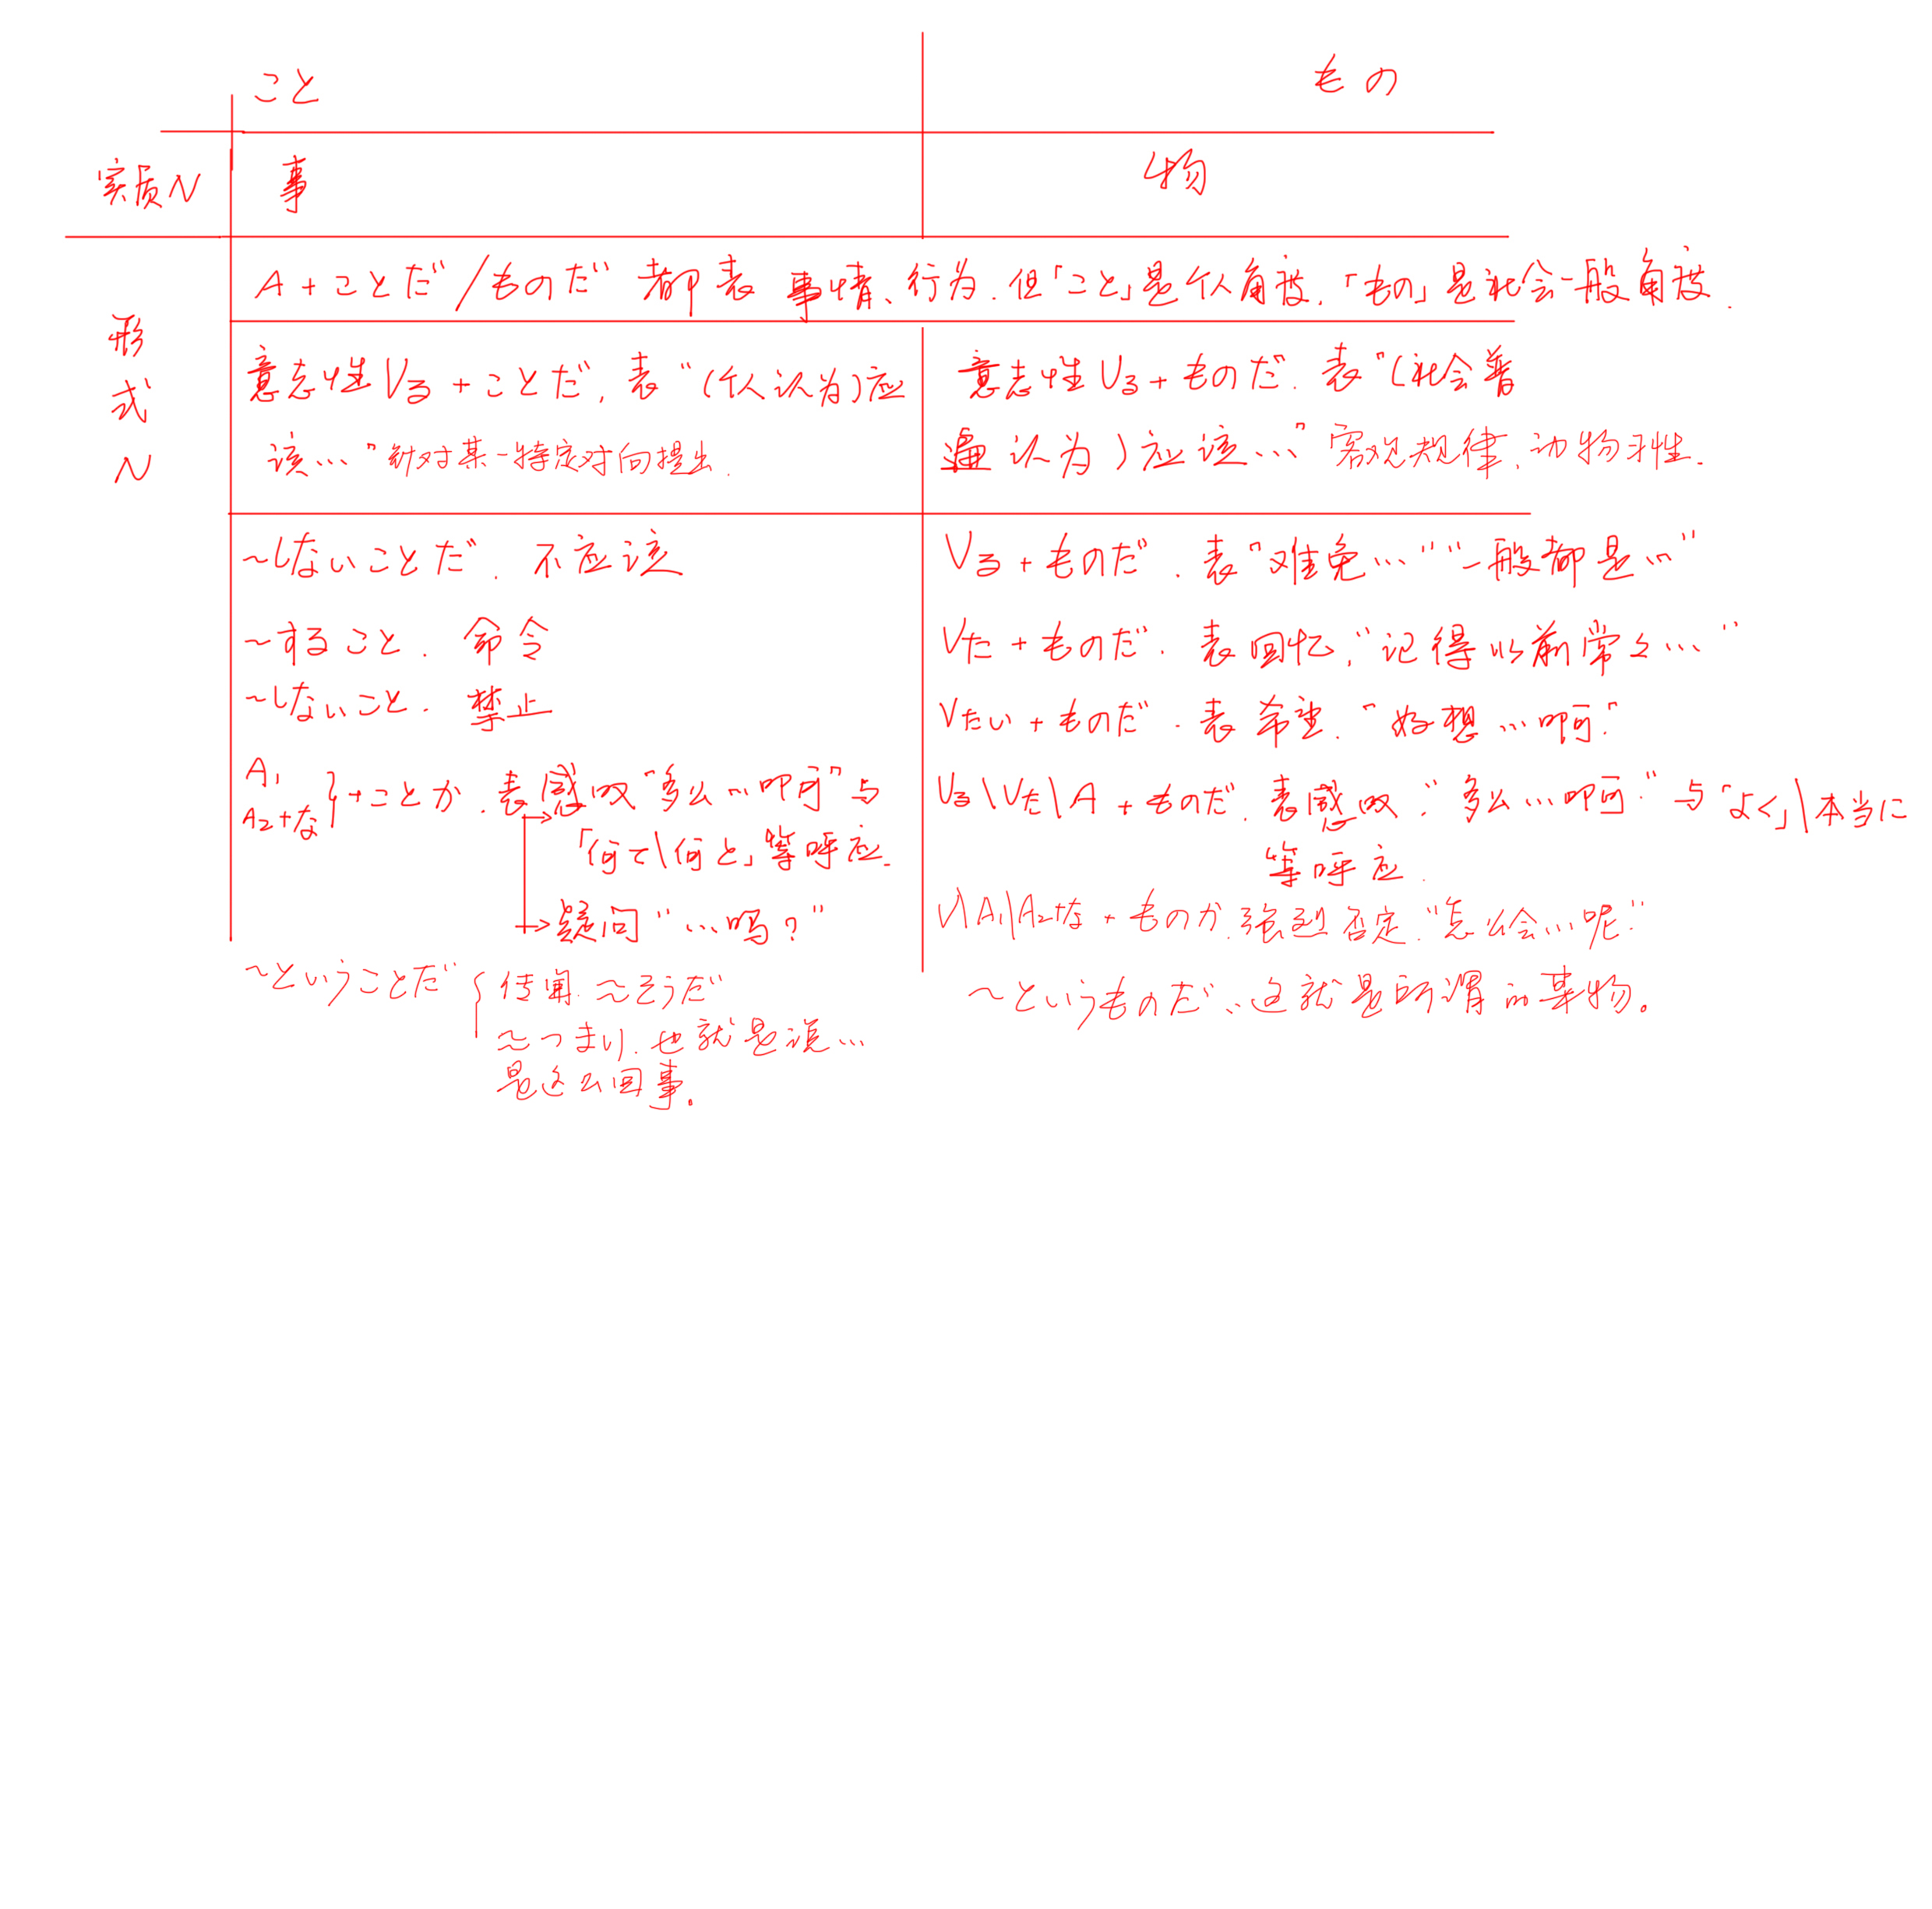 こと もの
实质N 事 物
A+ことだ/ものだ 都表 事情、行为.但「こと」是个人角度.「もの」是社会一般角度.
形式N
意志性Vる+ことだ,表"(个人认为)应
该…"针对某一特定对向提出.
意志性Vる+ものだ.表"(社会普
遍认为)应该…"客观规律.动物习性.
~しないことだ.不应该
~すること.命令
~しないこと.禁止
A1
A2+な }+ことか.表感叹"多么…啊"与
「何て\何と」等呼应.
→疑问"…吗?"
~ということだ { 传闻.≈そうだ
≈つまり.也就是说…
是这么回事。
Vる+ものだ.表"难免…""一般都是…"
Vた+ものだ.表回忆,"记得以前常々…"
Vたい+ものだ.表希望."好想…啊."
Vる\Vた\A+ものだ.表感叹."多么…啊."与「よく」\本当に
等呼应.
V\A1\A2+な+ものか.强烈否定."怎么会…呢"
~というものだ、这就是所谓的某物。